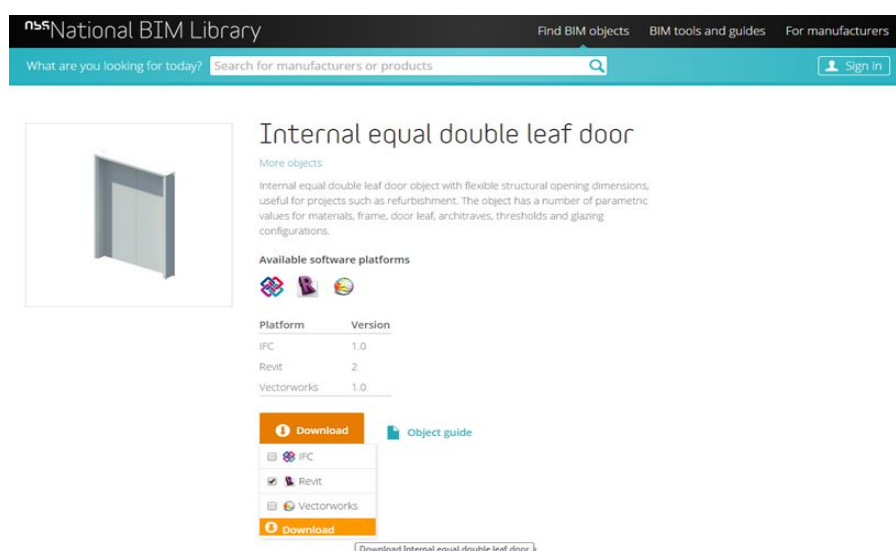 nbs National BIM Library
Find BIM objects BIM tools and guides For manufacturers
What are you looking for today? Search for manufacturers or products Sign in
Internal equal double leaf door
More objects
Internal equal double leaf door object with flexible structural opening dimensions,
useful for projects such as refurbishment. The object has a number of parametric
values for materials, frame, door leaf, architraves, thresholds and glazing
configurations.
Available software platforms
Platform Version
IFC 1.0
Revit 2
Vectorworks 1.0
Download Object guide
IFC
Revit
Vectorworks
Download
Download Internal equal double leaf door